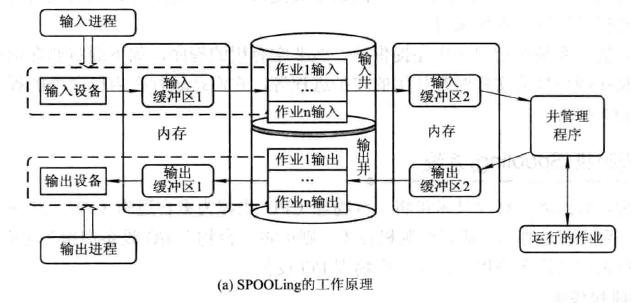 输入进程
输入设备
输入
缓冲区1
作业1输入
...
作业n输入
输入井
输入
缓冲区2
井管理
程序
内存
内存
输出设备
输出
缓冲区1
作业1输出
...
作业n输出
输出井
输出
缓冲区2
输出进程
运行的作业
(a) SPOOLing的工作原理